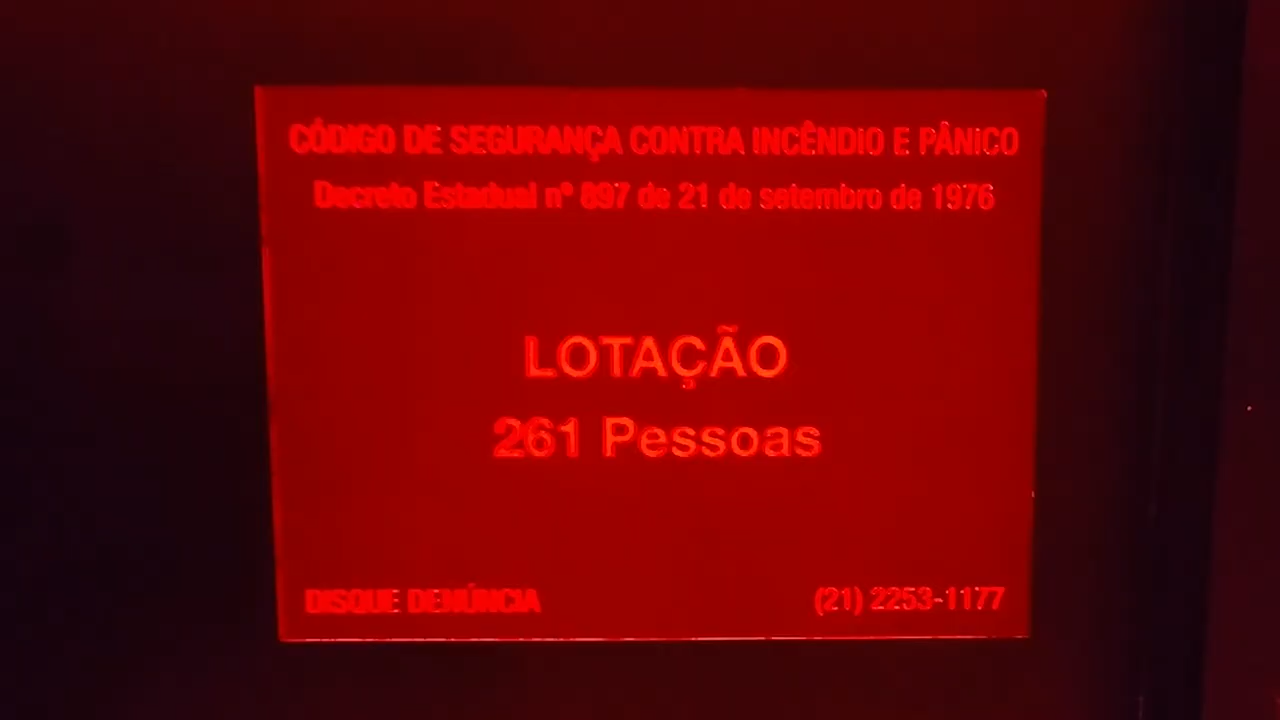 CÓDIGO DE SEGURANÇA CONTRA INCÊNDIO E PÂNICO
Decreto Estadual nº 897 de 21 de setembro de 1976
LOTAÇÃO
261 Pessoas
DISQUE DENÚNCIA (21) 2253-1177